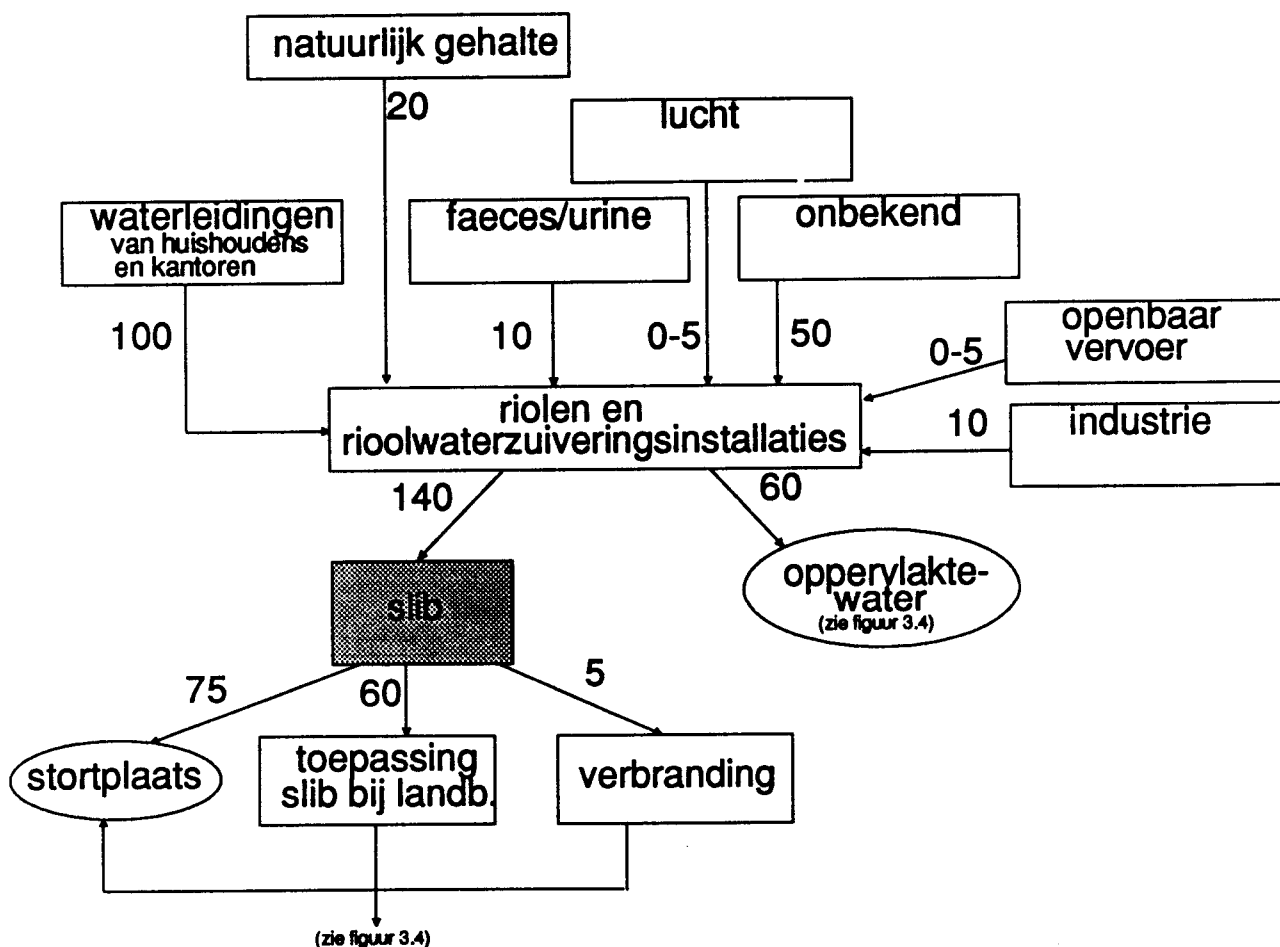 natuurlijk gehalte
20
lucht
waterleidingen
van huishoudens
en kantoren
faeces/urine
onbekend
100
10
0-5
50
openbaar
vervoer
0-5
riolen en
rioolwaterzuiveringsinstallaties
10
industrie
140
60
slib
oppervlakte-
water
(zie figuur 3.4)
75
60
5
stortplaats
toepassing
slib bij landb.
verbranding
(zie figuur 3.4)